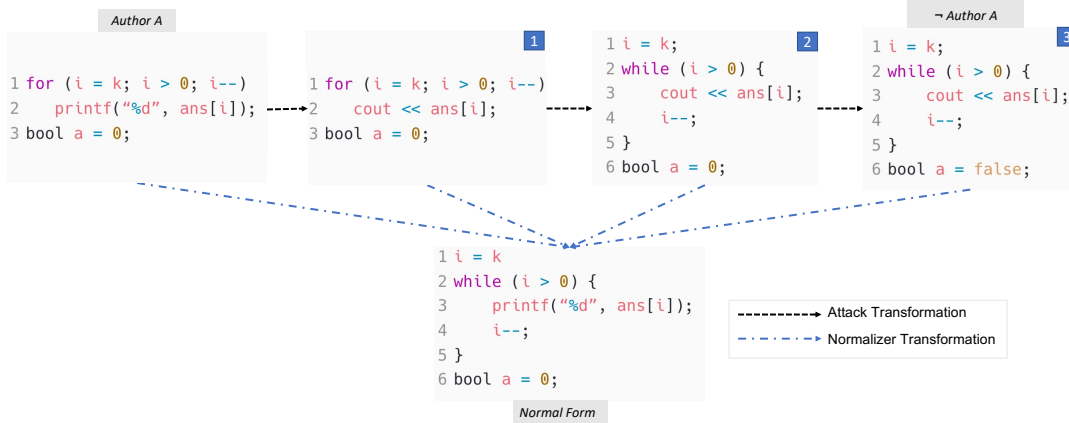 Author A
1 for (i = k; i > 0; i--)
2 printf(“%d”, ans[i]);
3 bool a = 0;
1
1 for (i = k; i > 0; i--)
2 cout << ans[i];
3 bool a = 0;
2
1 i = k;
2 while (i > 0) {
3 cout << ans[i];
4 i--;
5 }
6 bool a = 0;
¬ Author A
3
1 i = k;
2 while (i > 0) {
3 cout << ans[i];
4 i--;
5 }
6 bool a = false;
1 i = k
2 while (i > 0) {
3 printf(“%d”, ans[i]);
4 i--;
5 }
6 bool a = 0;
Normal Form
Attack Transformation
Normalizer Transformation